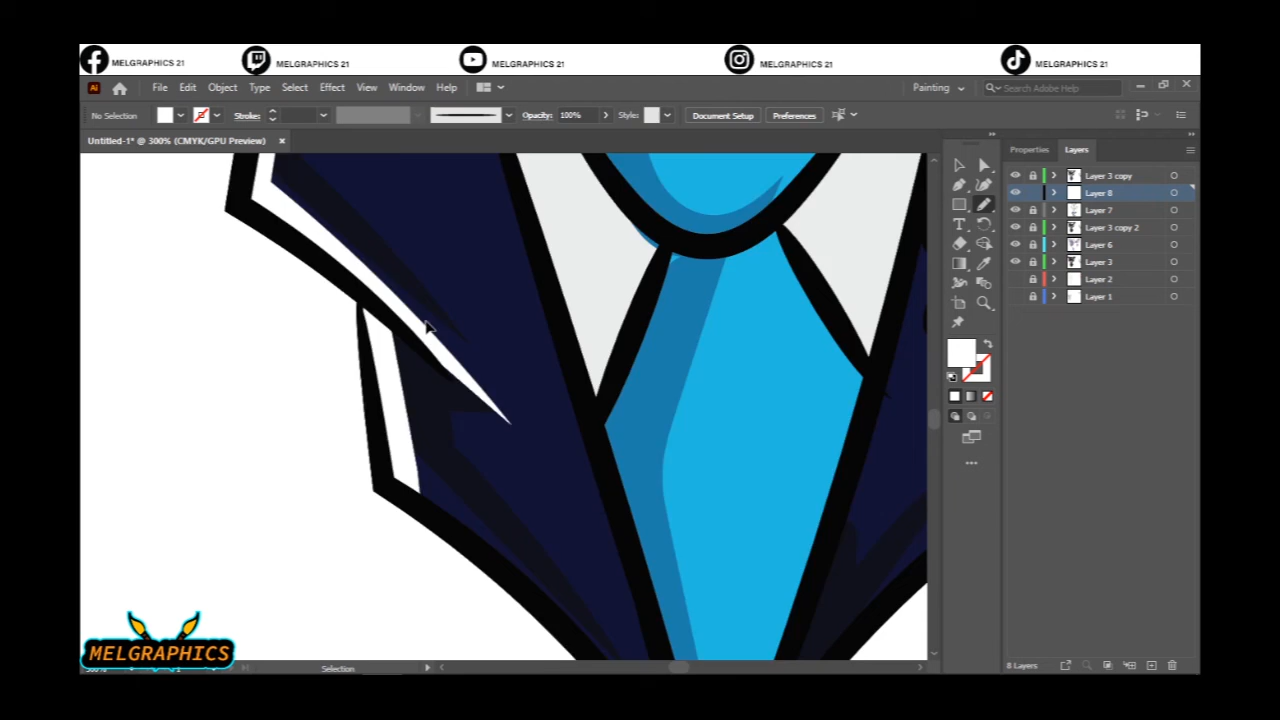 MELGRAPHICS 21 MELGRAPHICS 21 MELGRAPHICS 21 MELGRAPHICS 21 MELGRAPHICS 21
Ai File Edit Object Type Select Effect View Window Help Painting Search Adobe Help
No Selection Stroke: Opacity: 100% Style: Document Setup Preferences
Untitled-1* @ 300% (CMYK/GPU Preview) ×
Properties Layers
Layer 3 copy
Layer 8
Layer 7
Layer 3 copy 2
Layer 6
Layer 3
Layer 2
Layer 1
MELGRAPHICS
Selection
8 Layers